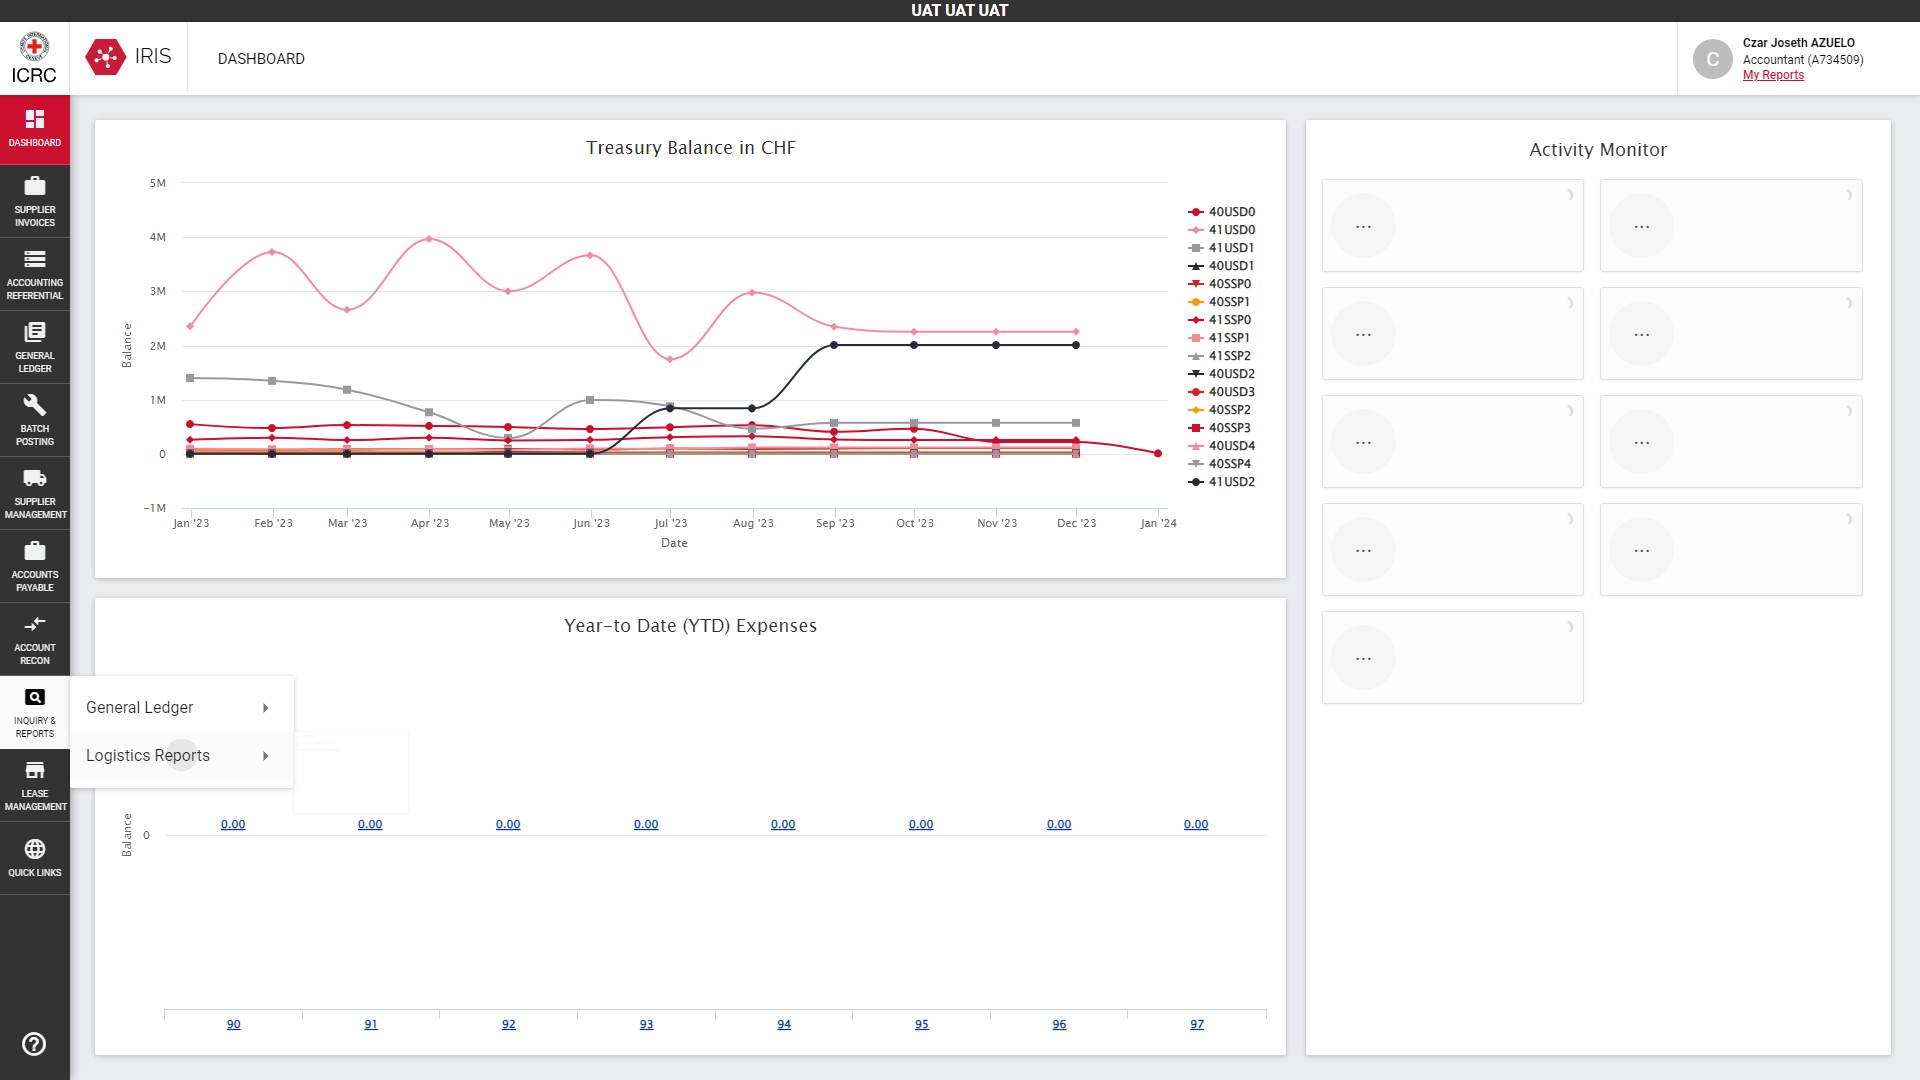 UAT UAT UAT
ICRC
IRIS
DASHBOARD
C
Czar Joseth AZUELO
Accountant (A734509)
My Reports
DASHBOARD
SUPPLIER
INVOICES
ACCOUNTING
REFERENTIAL
GENERAL
LEDGER
BATCH
POSTING
SUPPLIER
MANAGEMENT
ACCOUNTS
PAYABLE
ACCOUNT
RECON
INQUIRY &
REPORTS
LEASE
MANAGEMENT
QUICK LINKS
General Ledger
Logistics Reports
Treasury Balance in CHF
Balance
5M
4M
3M
2M
1M
0
-1M
Jan '23 Feb '23 Mar '23 Apr '23 May '23 Jun '23 Jul '23 Aug '23 Sep '23 Oct '23 Nov '23 Dec '23 Jan '24
Date
40USD0
41USD0
41USD1
40USD1
40SSP0
40SSP1
41SSP0
41SSP1
41SSP2
40USD2
40USD3
40SSP2
40SSP3
40USD4
40SSP4
41USD2
Year-to Date (YTD) Expenses
Balance
0
0.00 0.00 0.00 0.00 0.00 0.00 0.00 0.00
90 91 92 93 94 95 96 97
Activity Monitor
... ...
... ...
... ...
... ...
...